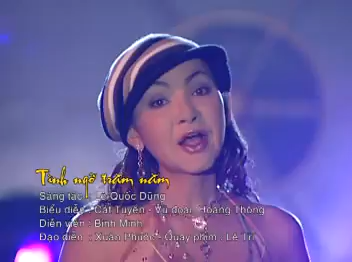 Tình ngỡ trăm năm
Sáng tác : Lê Quốc Dũng
Biểu diễn : Cát Tuyền - Vũ đoàn Hoàng Thông
Diễn viên : Bình Minh
Đạo diễn : Xuân Phước - Quay phim : Lê Trí